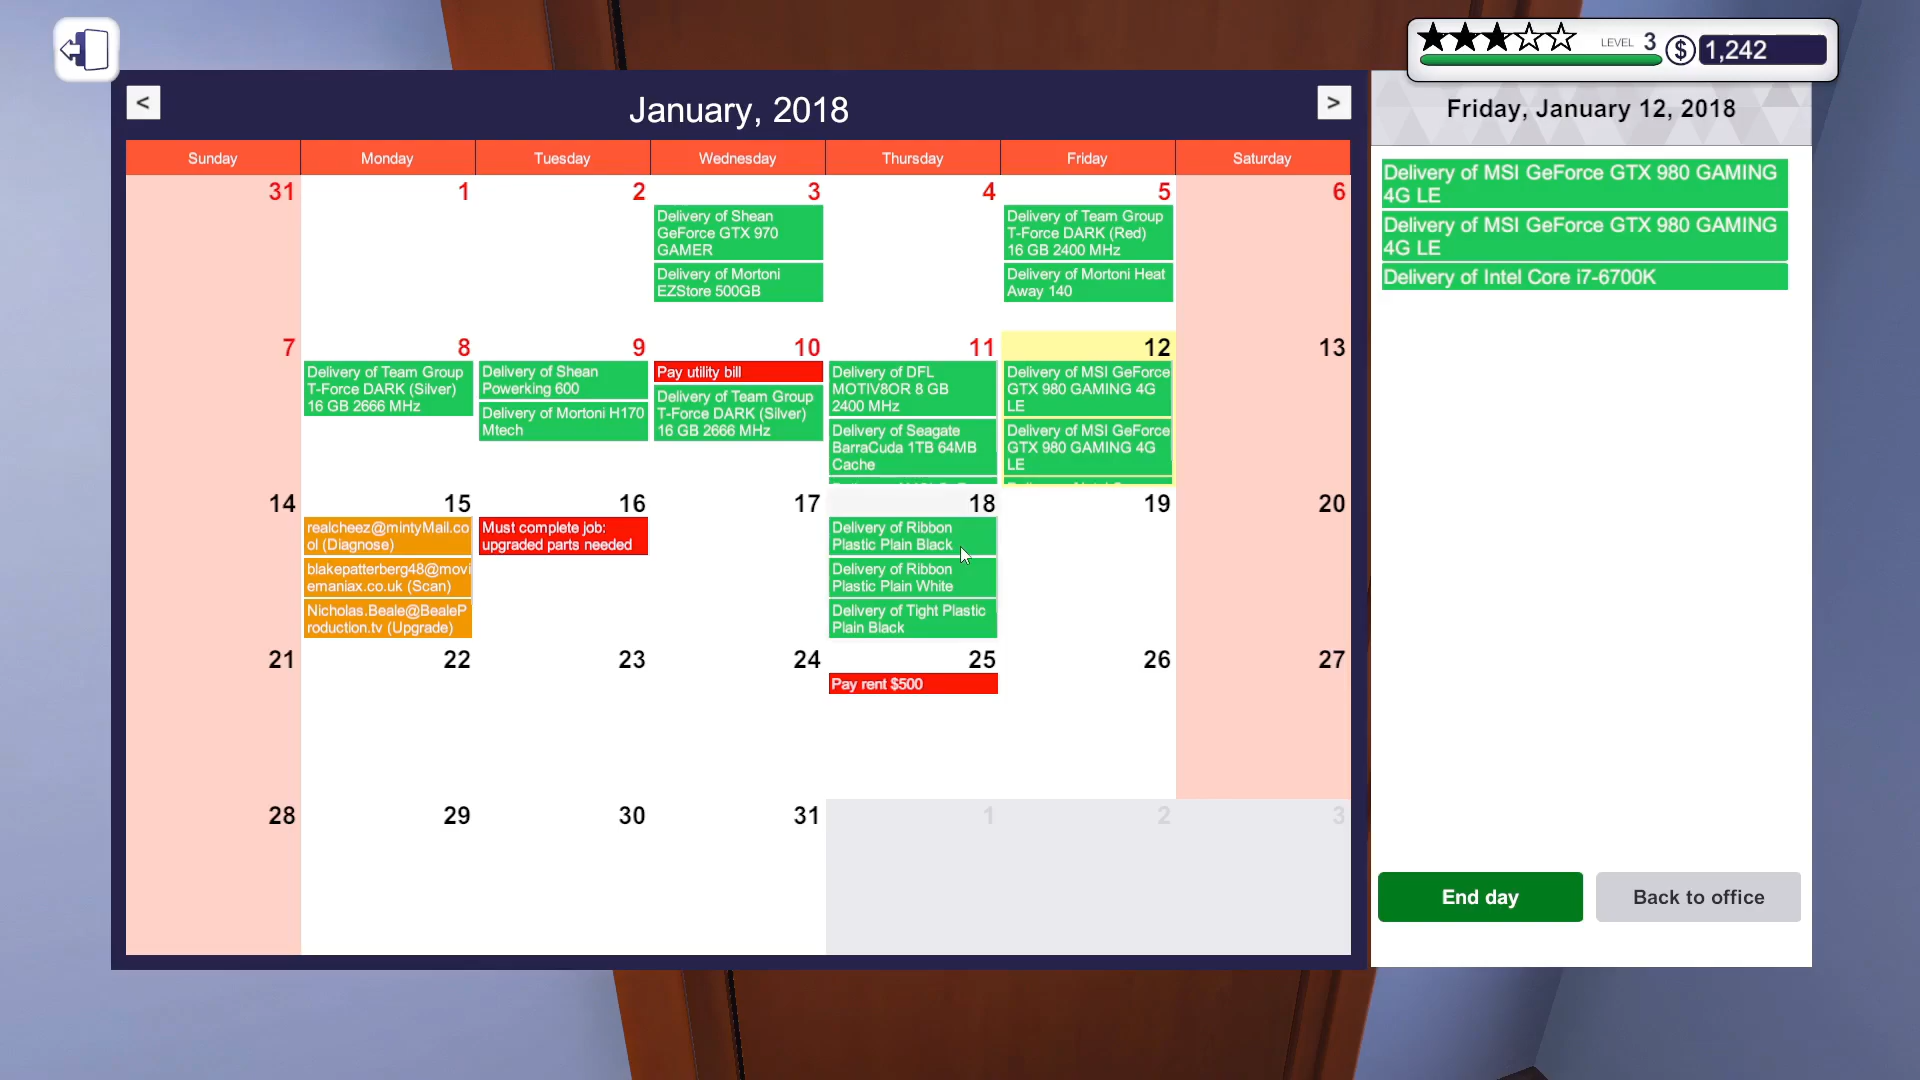 LEVEL 3
$ 1,242
< January, 2018 >
Sunday Monday Tuesday Wednesday Thursday Friday Saturday
31 1 2 3 4 5 6
Delivery of Shean
GeForce GTX 970
GAMER
Delivery of Mortoni
EZStore 500GB
Delivery of Team Group
T-Force DARK (Red)
16 GB 2400 MHz
Delivery of Mortoni Heat
Away 140
7 8 9 10 11 12 13
Delivery of Team Group
T-Force DARK (Silver)
16 GB 2666 MHz
Delivery of Shean
Powerking 600
Delivery of Mortoni H170
Mtech
Pay utility bill
Delivery of Team Group
T-Force DARK (Silver)
16 GB 2666 MHz
Delivery of DFL
MOTIV8OR 8 GB
2400 MHz
Delivery of Seagate
BarraCuda 1TB 64MB
Cache
Delivery of MSI GeForce
GTX 980 GAMING 4G
LE
Delivery of MSI GeForce
GTX 980 GAMING 4G
LE
14 15 16 17 18 19 20
realcheez@mintyMail.co
ol (Diagnose)
blakepatterberg48@movi
emaniax.co.uk (Scan)
Nicholas.Beale@BealeP
roduction.tv (Upgrade)
Must complete job:
upgraded parts needed
Delivery of Ribbon
Plastic Plain Black
Delivery of Ribbon
Plastic Plain White
Delivery of Tight Plastic
Plain Black
21 22 23 24 25 26 27
Pay rent $500
28 29 30 31 1 2 3
Friday, January 12, 2018
Delivery of MSI GeForce GTX 980 GAMING
4G LE
Delivery of MSI GeForce GTX 980 GAMING
4G LE
Delivery of Intel Core i7-6700K
End day
Back to office